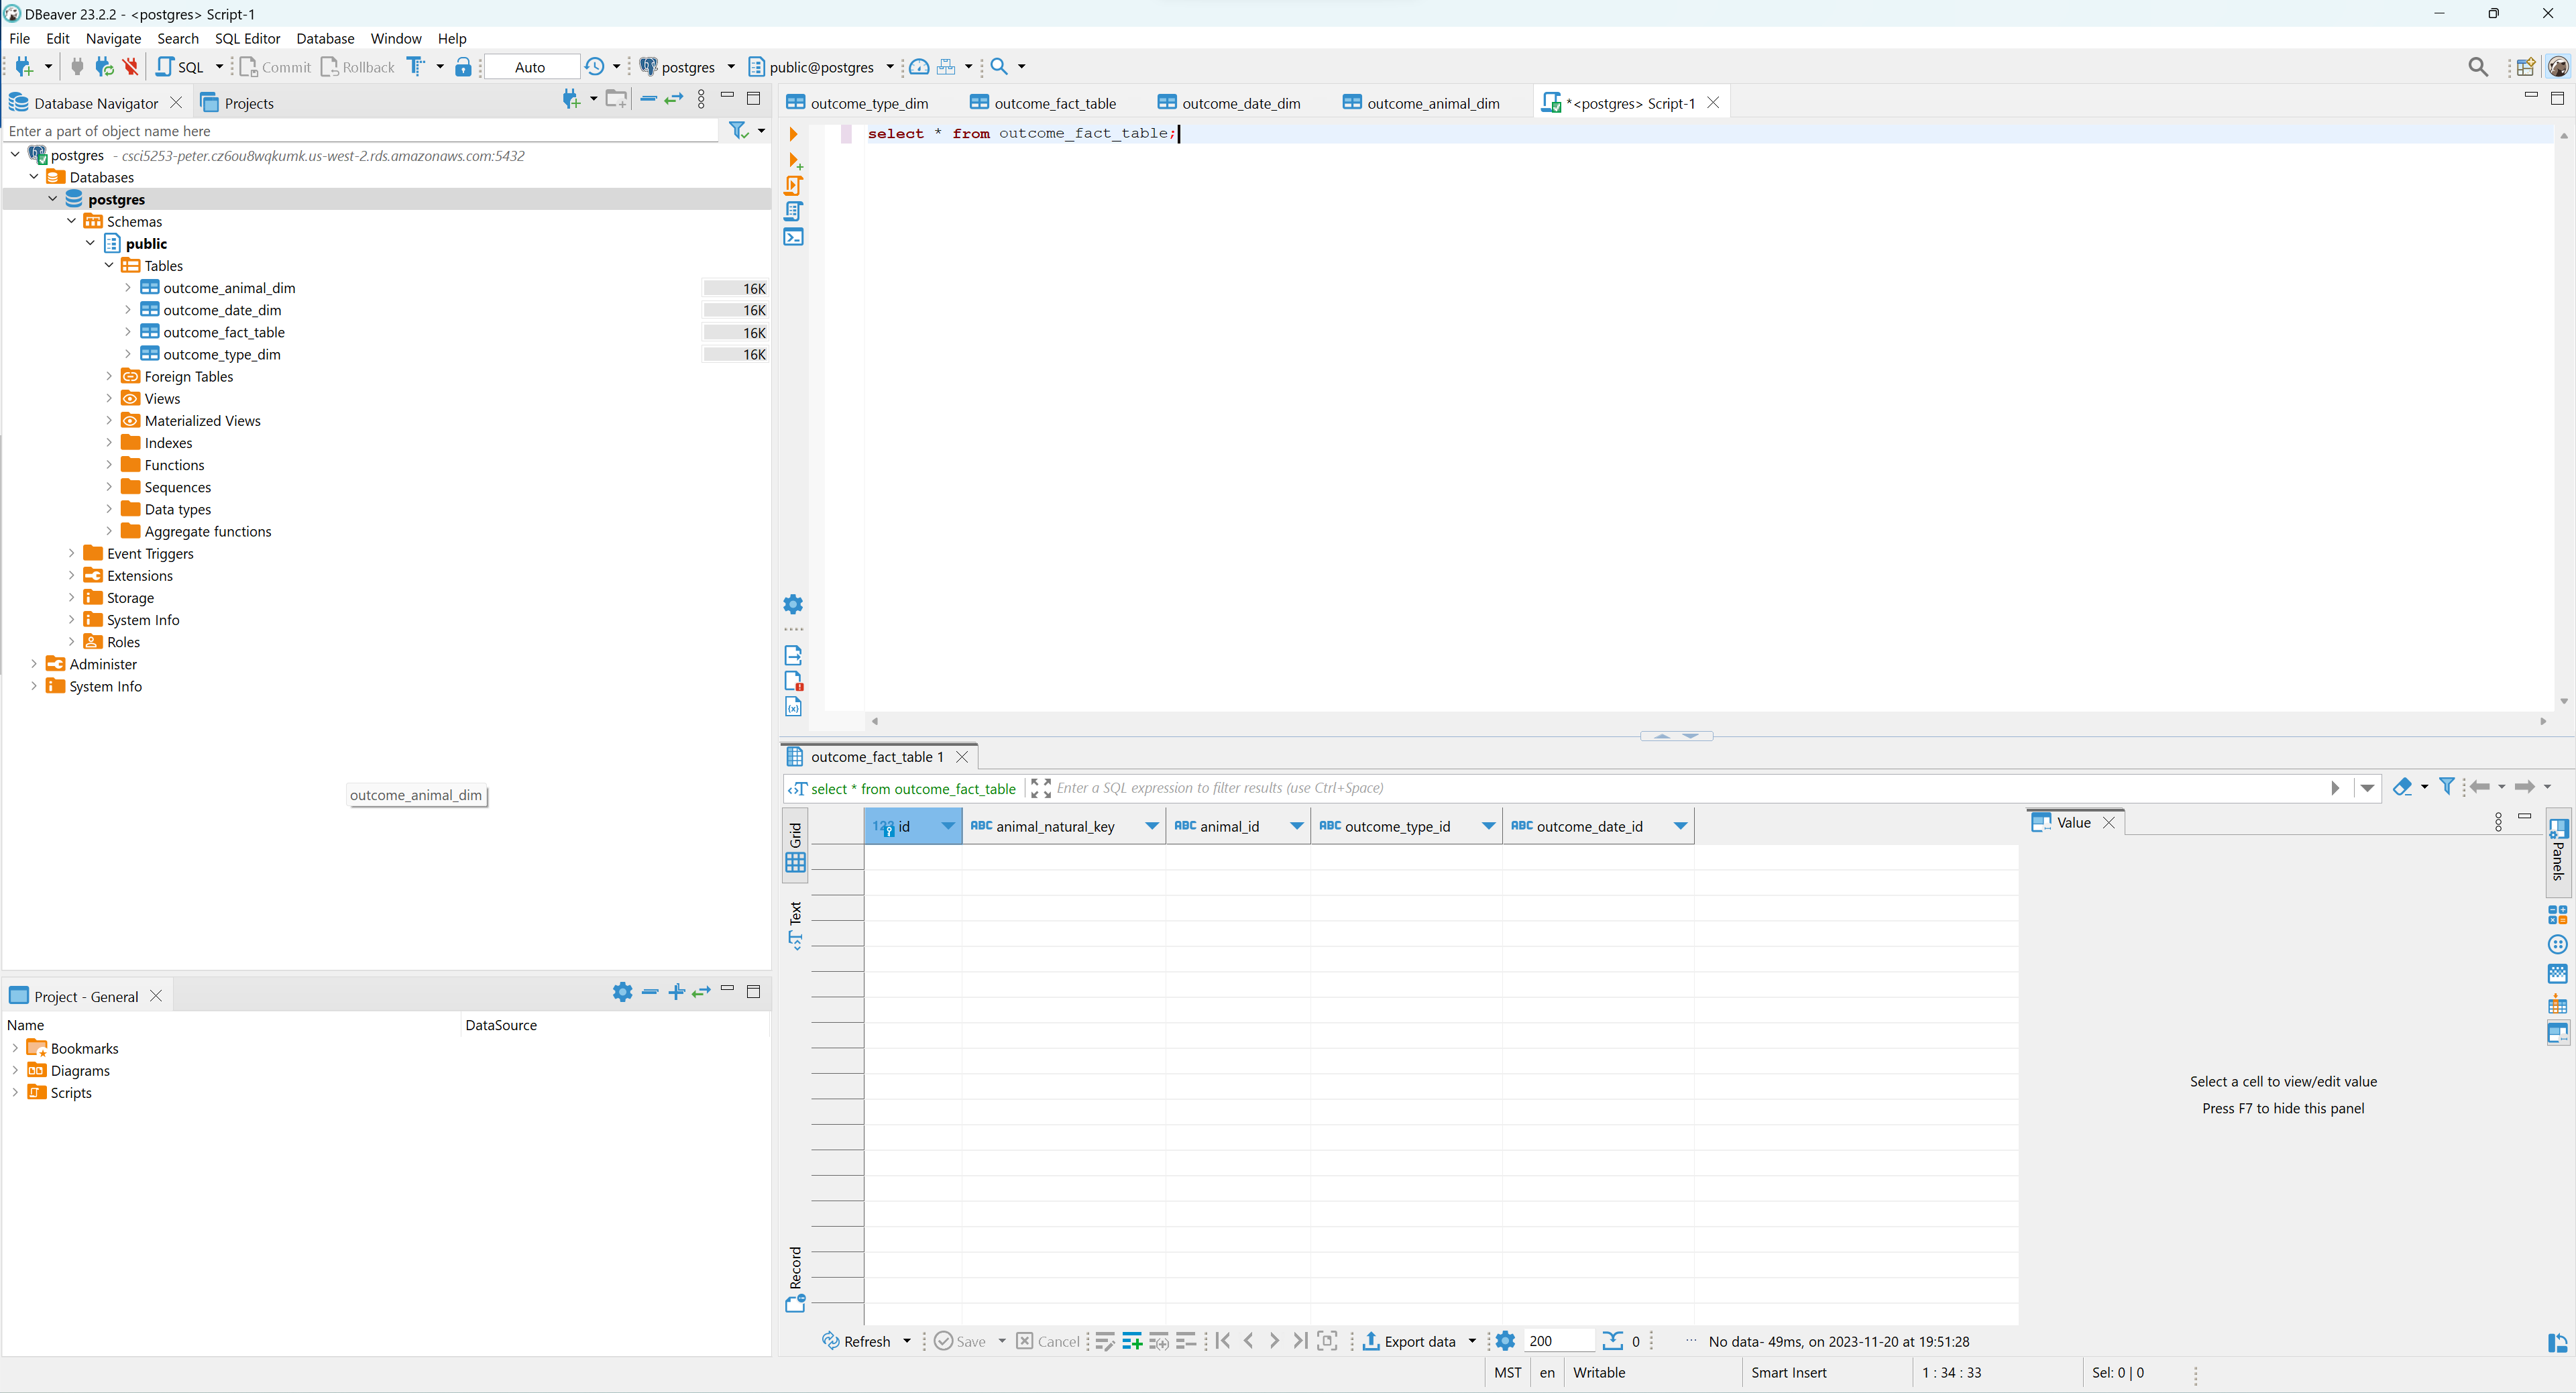 DBeaver 23.2.2 - <postgres> Script-1
File Edit Navigate Search SQL Editor Database Window Help
SQL Commit Rollback Auto postgres public@postgres
Database Navigator Projects
Enter a part of object name here
postgres - csci5253-peter.cz6ou8wqkumk.us-west-2.rds.amazonaws.com:5432
Databases
postgres
Schemas
public
Tables
outcome_animal_dim 16K
outcome_date_dim 16K
outcome_fact_table 16K
outcome_type_dim 16K
Foreign Tables
Views
Materialized Views
Indexes
Functions
Sequences
Data types
Aggregate functions
Event Triggers
Extensions
Storage
System Info
Roles
Administer
System Info
outcome_animal_dim
Project - General
Name DataSource
Bookmarks
Diagrams
Scripts
outcome_type_dim outcome_fact_table outcome_date_dim outcome_animal_dim *<postgres> Script-1
select * from outcome_fact_table;
outcome_fact_table 1
select * from outcome_fact_table Enter a SQL expression to filter results (use Ctrl+Space)
Grid
Text
Record
123 id ABC animal_natural_key ABC animal_id ABC outcome_type_id ABC outcome_date_id
Value
Panels
Select a cell to view/edit value
Press F7 to hide this panel
Refresh Save Cancel Export data 200 0 ... No data- 49ms, on 2023-11-20 at 19:51:28
MST en Writable Smart Insert 1 : 34 : 33 Sel: 0 | 0